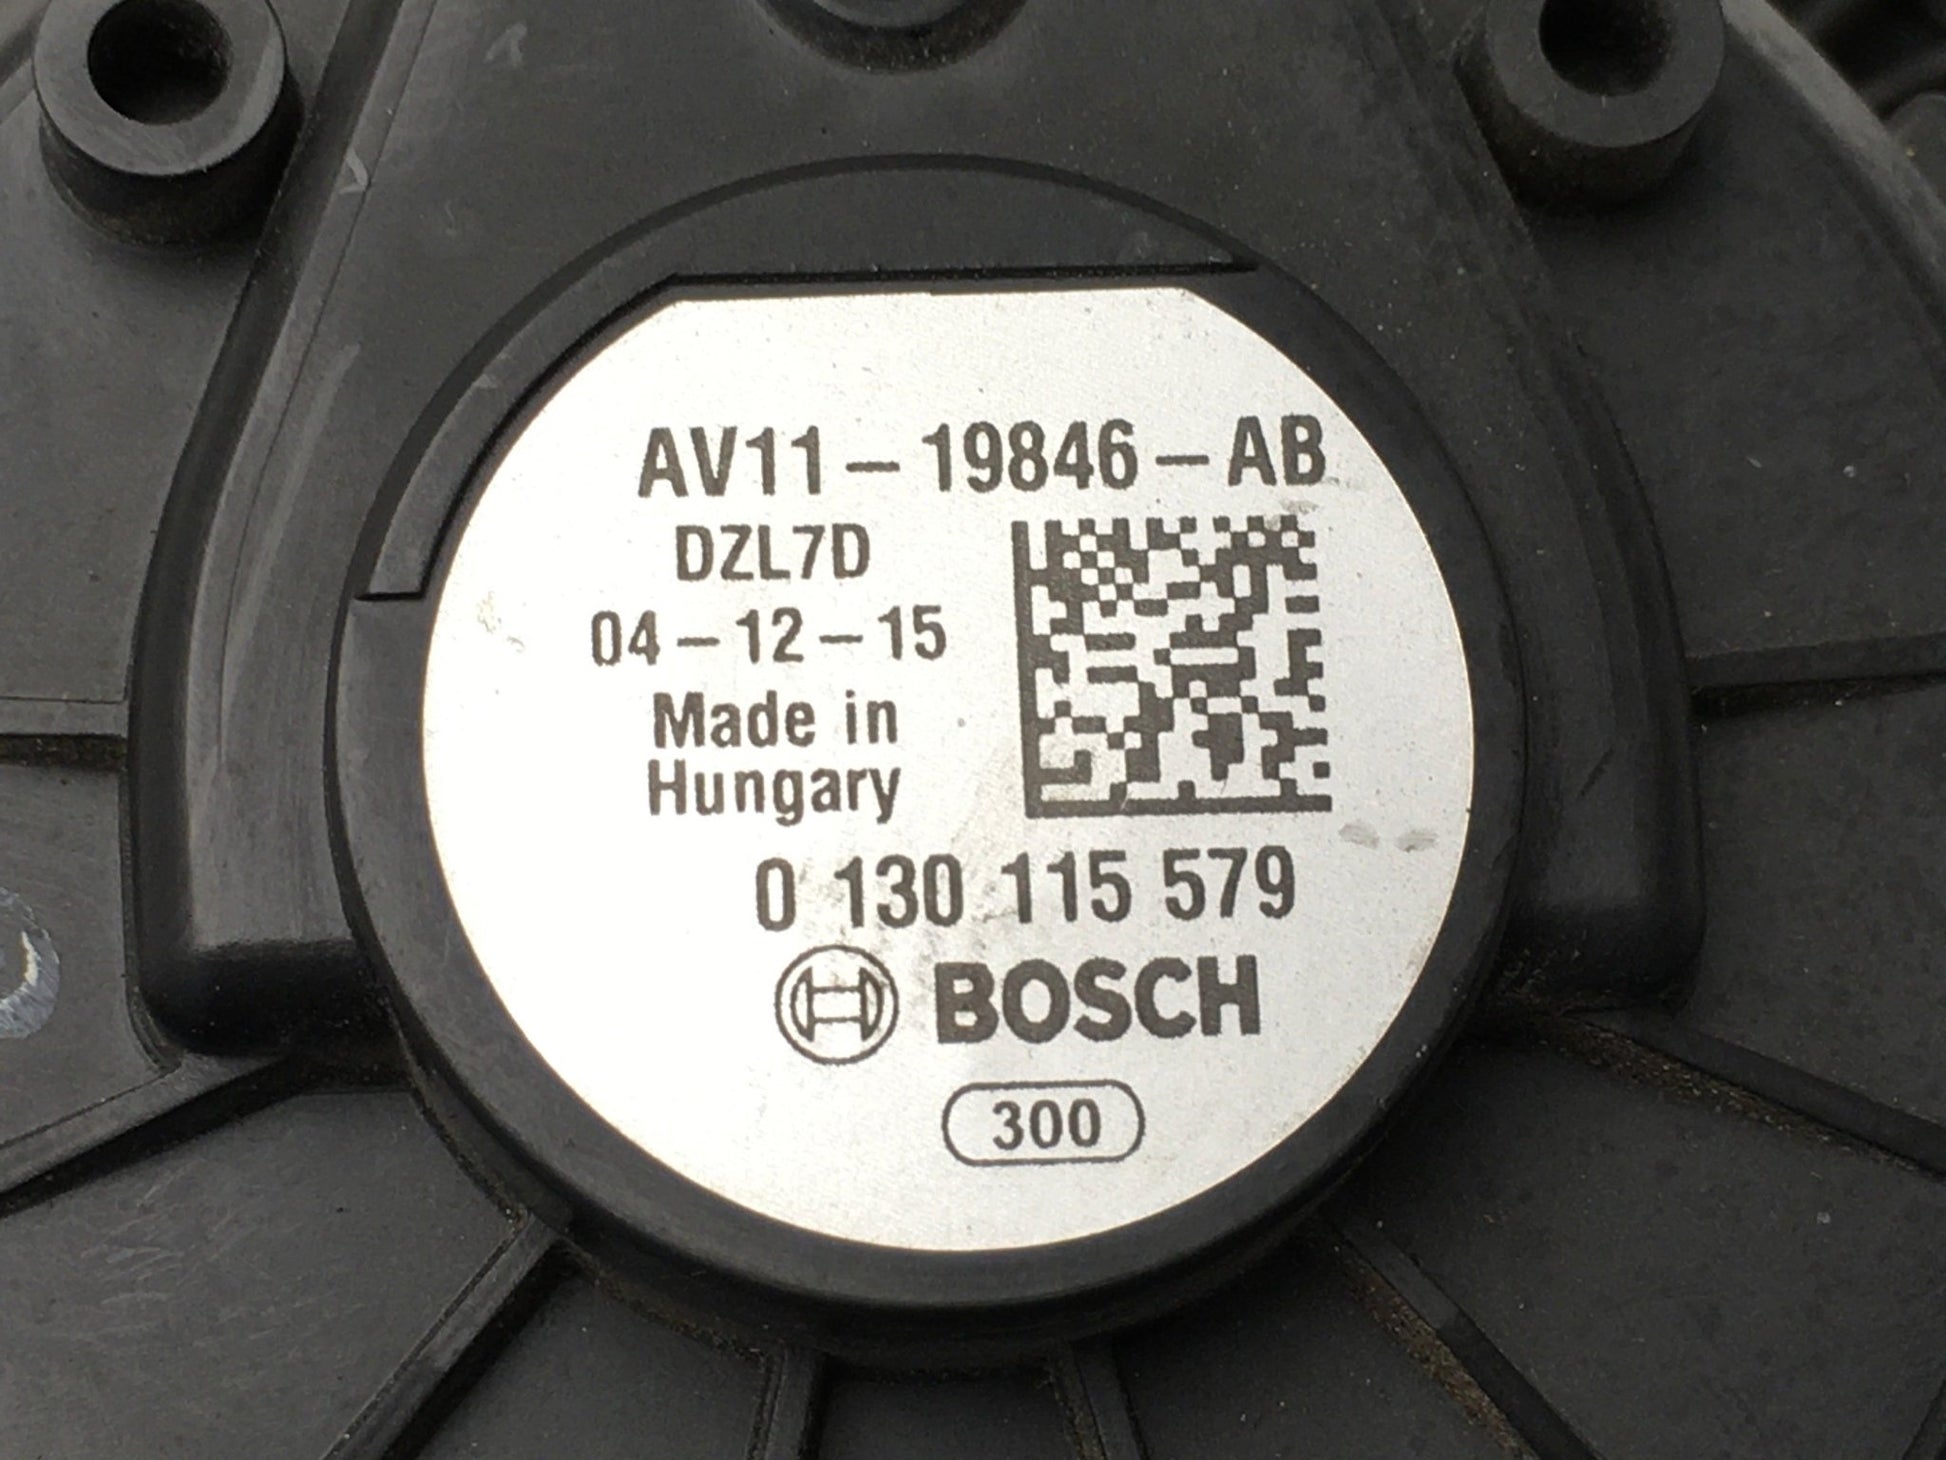 AV11-19846-AB
DZL7D
04-12-15
Made in
Hungary
0 130 115 579
BOSCH
300